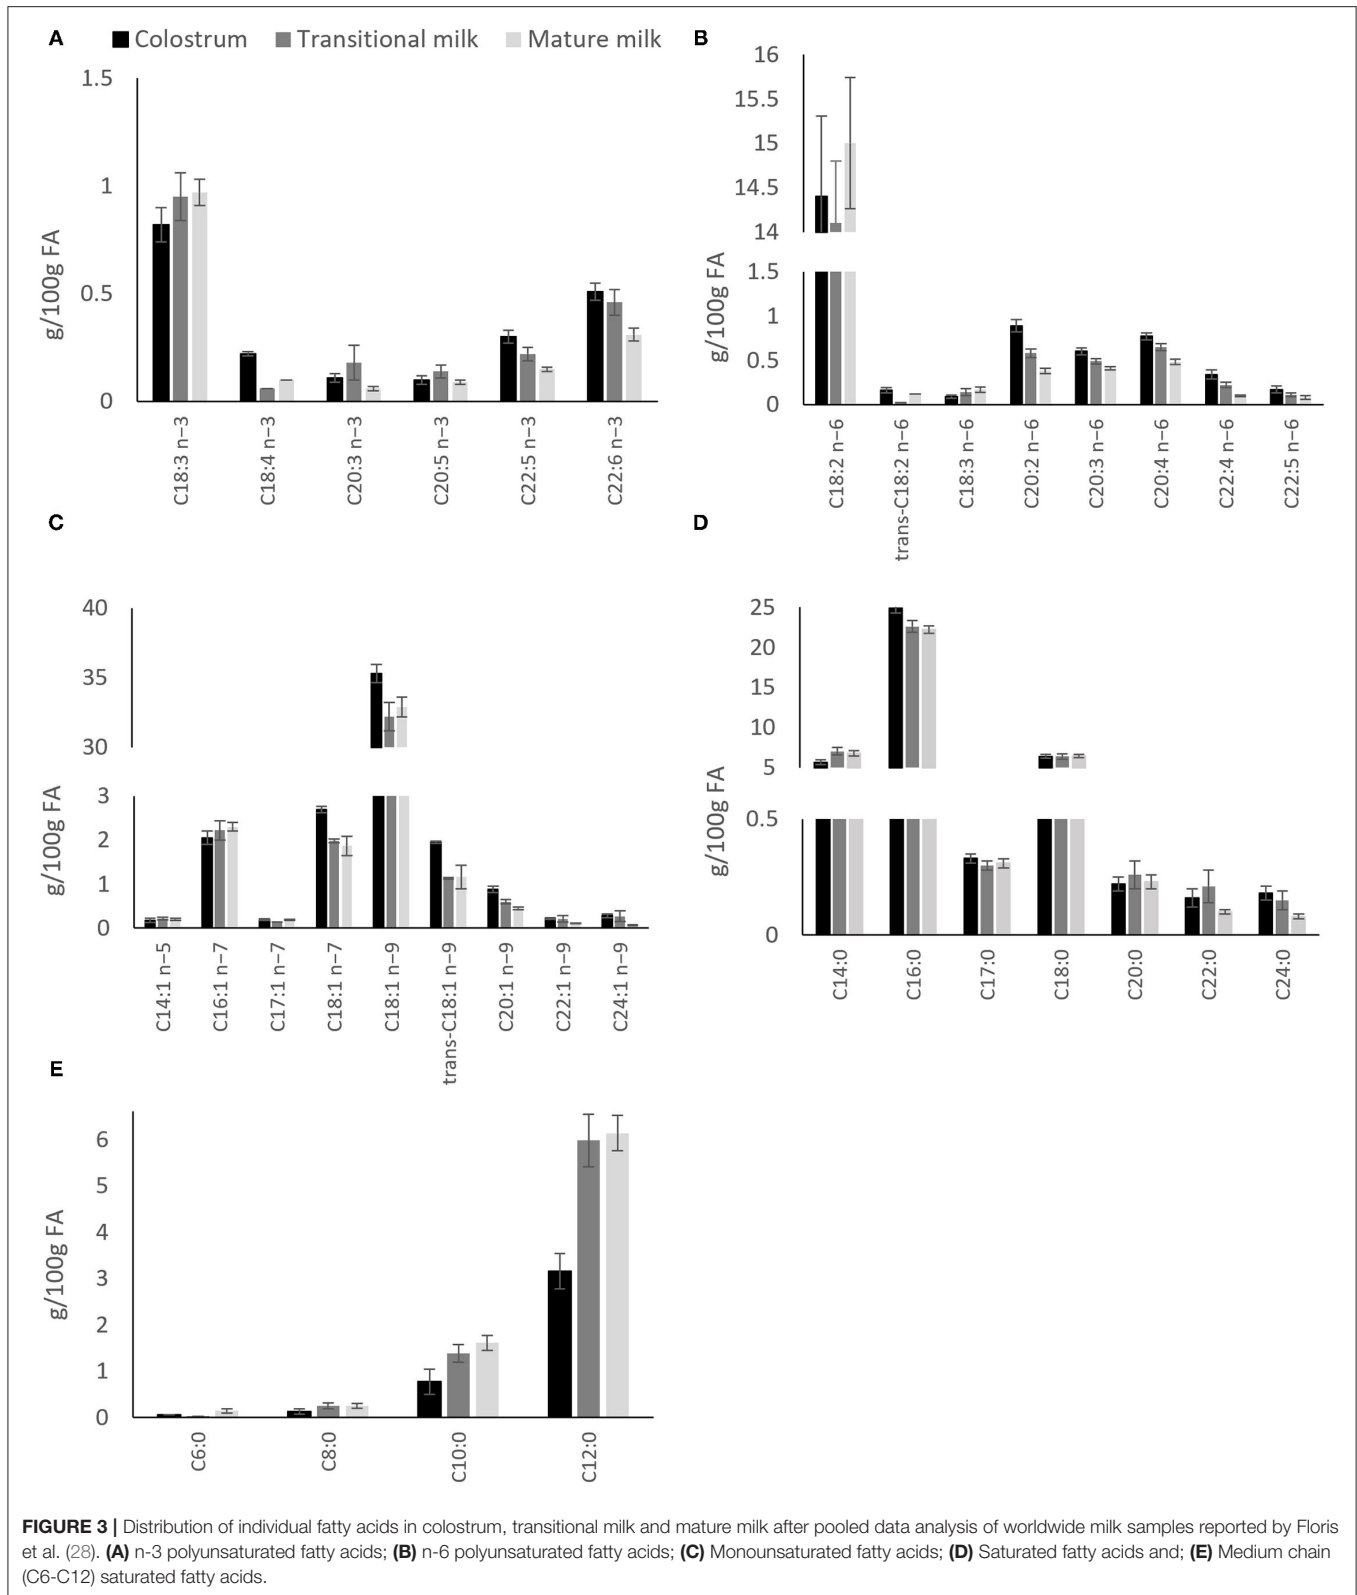 A
Colostrum Transitional milk Mature milk
1.5
1
0.5
0
g/100g FA
C18:3 n−3
C18:4 n−3
C20:3 n−3
C20:5 n−3
C22:5 n−3
C22:6 n−3
B
16
15.5
15
14.5
14
1.5
1
0.5
0
g/100g FA
C18:2 n−6
trans-C18:2 n−6
C18:3 n−6
C20:2 n−6
C20:3 n−6
C20:4 n−6
C22:4 n−6
C22:5 n−6
C
40
35
30
3
2
1
0
g/100g FA
C14:1 n−5
C16:1 n−7
C17:1 n−7
C18:1 n−7
C18:1 n−9
trans-C18:1 n−9
C20:1 n−9
C22:1 n−9
C24:1 n−9
D
25
20
15
10
5
0.5
0
g/100g FA
C14:0
C16:0
C17:0
C18:0
C20:0
C22:0
C24:0
E
6
5
4
3
2
1
0
g/100g FA
C6:0
C8:0
C10:0
C12:0
FIGURE 3 | Distribution of individual fatty acids in colostrum, transitional milk and mature milk after pooled data analysis of worldwide milk samples reported by Floris
et al. (28). (A) n-3 polyunsaturated fatty acids; (B) n-6 polyunsaturated fatty acids; (C) Monounsaturated fatty acids; (D) Saturated fatty acids and; (E) Medium chain
(C6-C12) saturated fatty acids.